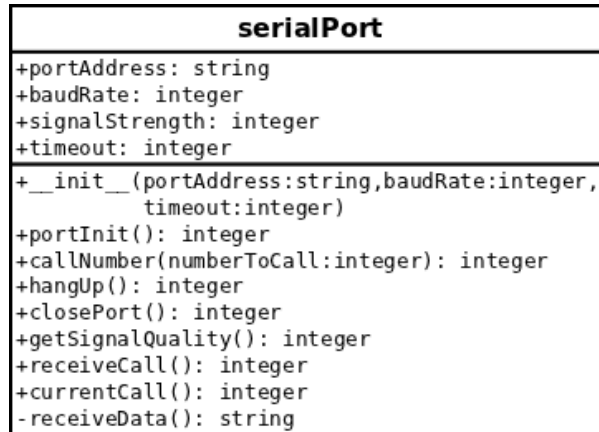 serialPort
+portAddress: string
+baudRate: integer
+signalStrength: integer
+timeout: integer
+__init__(portAddress:string,baudRate:integer,
timeout:integer)
+portInit(): integer
+callNumber(numberToCall:integer): integer
+hangUp(): integer
+closePort(): integer
+getSignalQuality(): integer
+receiveCall(): integer
+currentCall(): integer
-receiveData(): string